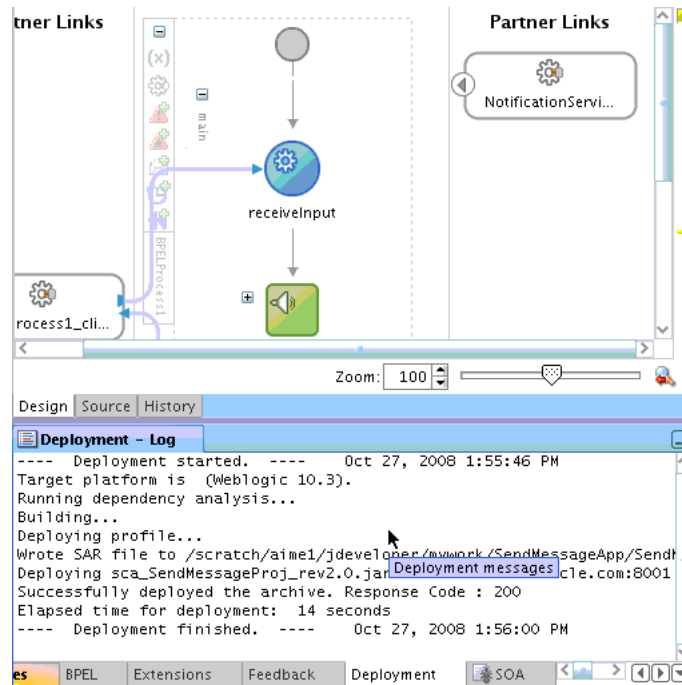 tner Links
Partner Links
(x)
main
NotificationServi...
receiveInput
BPELProcess1
rocess1_cli...
Zoom: 100
Design Source History
Deployment - Log
---- Deployment started. ---- Oct 27, 2008 1:55:46 PM
Target platform is (Weblogic 10.3).
Running dependency analysis...
Building...
Deploying profile...
Wrote SAR file to /scratch/aime1/jdeveloper/mywork/SendMessageApp/Send
Deploying sca_SendMessageProj_rev2.0.jar cle.com:8001
Deployment messages
Successfully deployed the archive. Response Code : 200
Elapsed time for deployment: 14 seconds
---- Deployment finished. ---- Oct 27, 2008 1:56:00 PM
es BPEL Extensions Feedback Deployment SOA